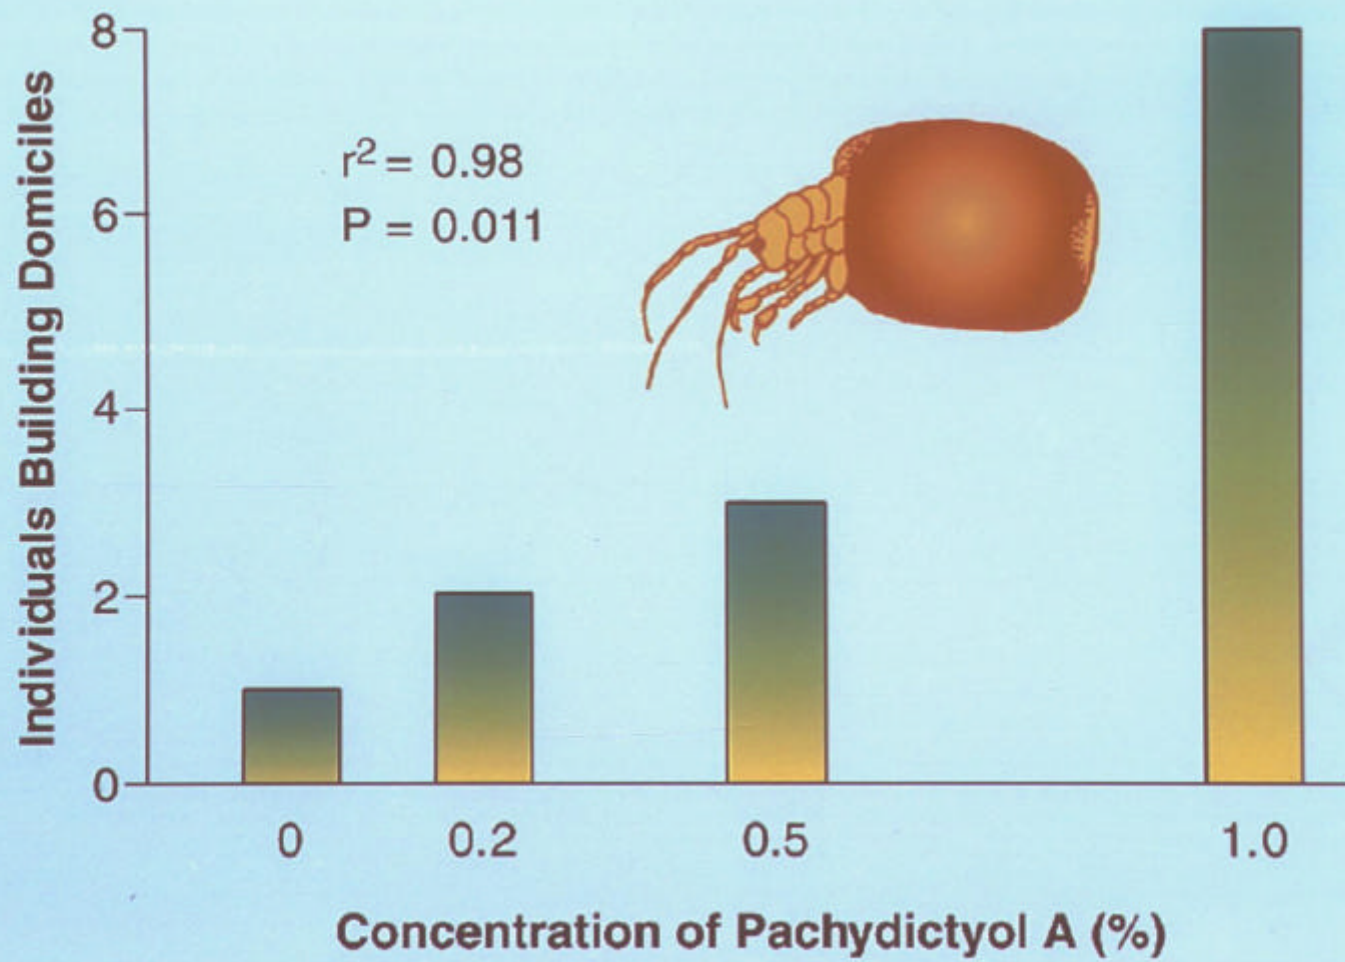 Individuals Building Domiciles
8
6
4
2
0
r² = 0.98
P = 0.011
0 0.2 0.5 1.0
Concentration of Pachydictyol A (%)